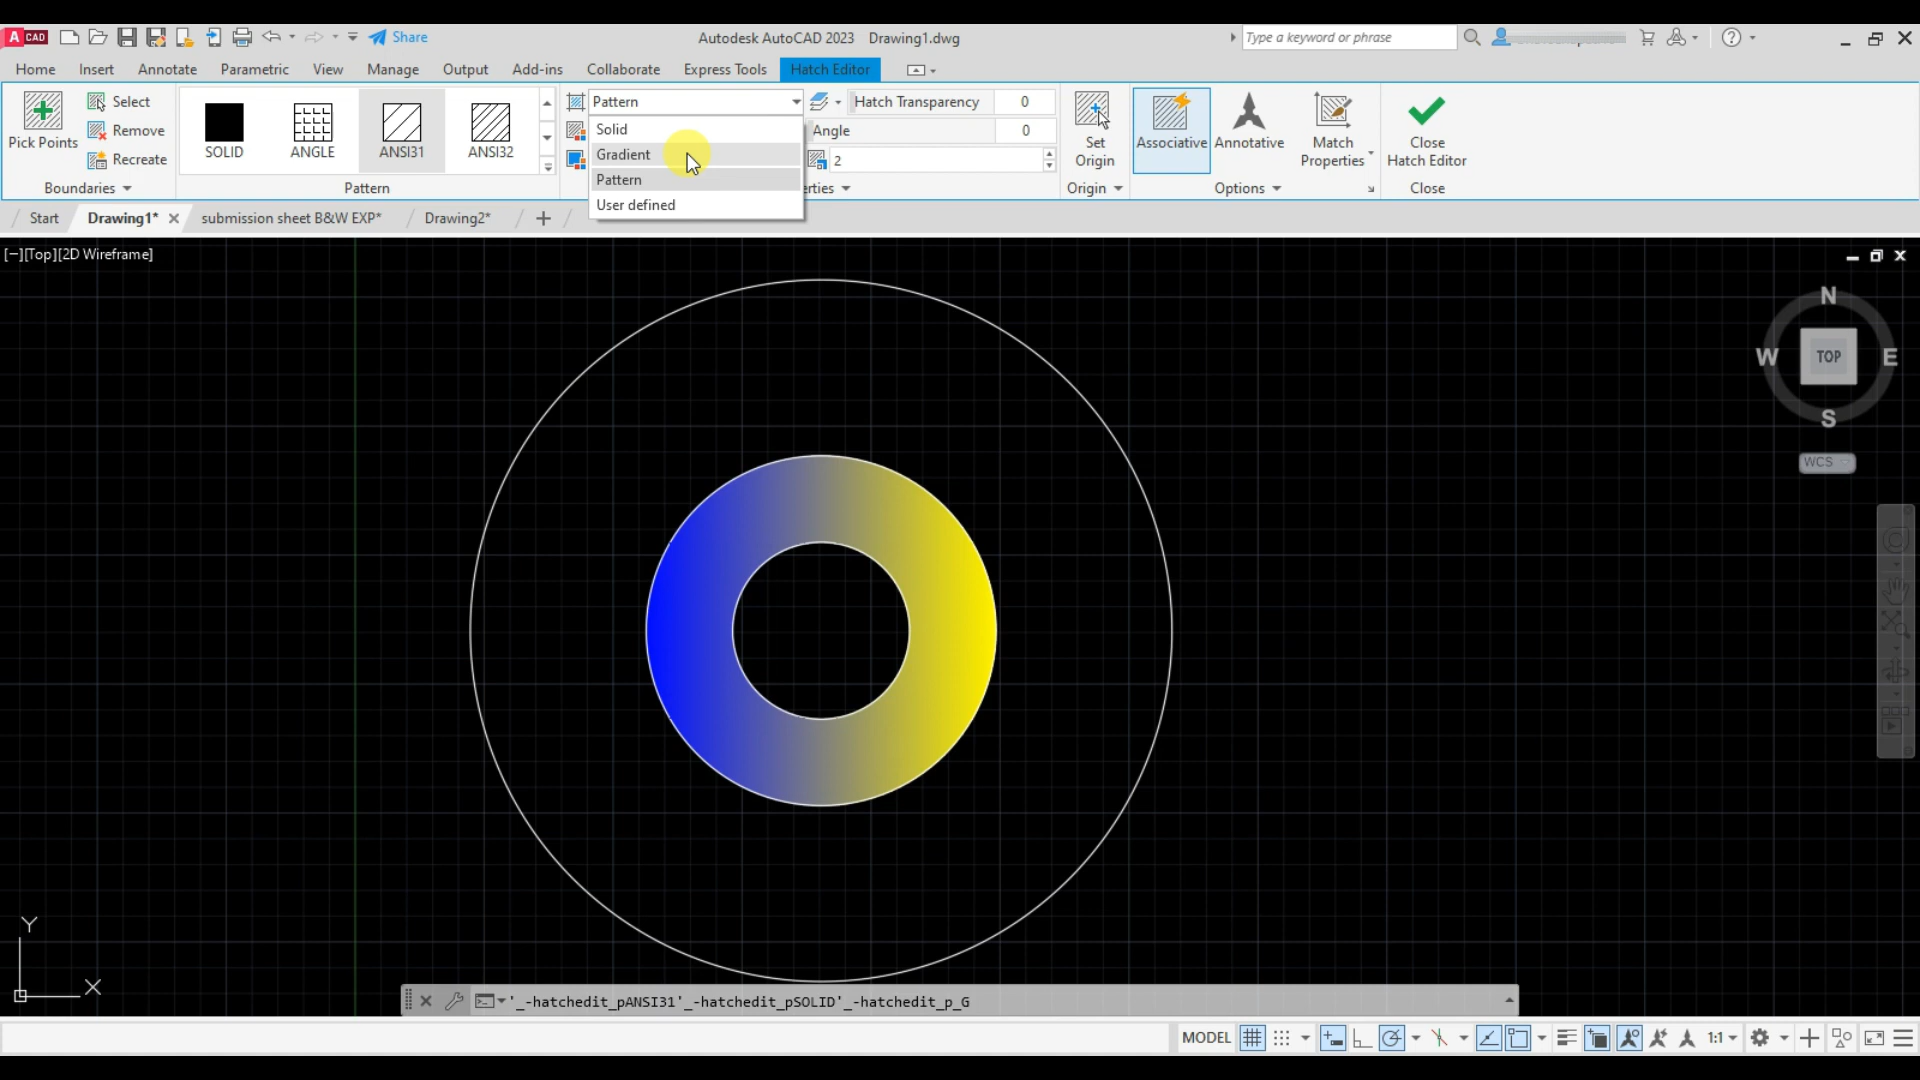 A CAD
Share
Autodesk AutoCAD 2023 Drawing1.dwg
Type a keyword or phrase
Home Insert Annotate Parametric View Manage Output Add-ins Collaborate Express Tools Hatch Editor
Pick Points
Select
Remove
Recreate
Boundaries
SOLID ANGLE ANSI31 ANSI32
Pattern
Pattern
Solid
Gradient
Pattern
User defined
Hatch Transparency 0
Angle 0
2
erties
Set
Origin
Origin
Associative
Annotative
Match
Properties
Options
Close
Hatch Editor
Close
Start Drawing1* submission sheet B&W EXP* Drawing2*
[−][Top][2D Wireframe]
N
W TOP E
S
WCS
Y
X
'_-hatchedit_pANSI31'_-hatchedit_pSOLID'_-hatchedit_p_G
MODEL 1:1